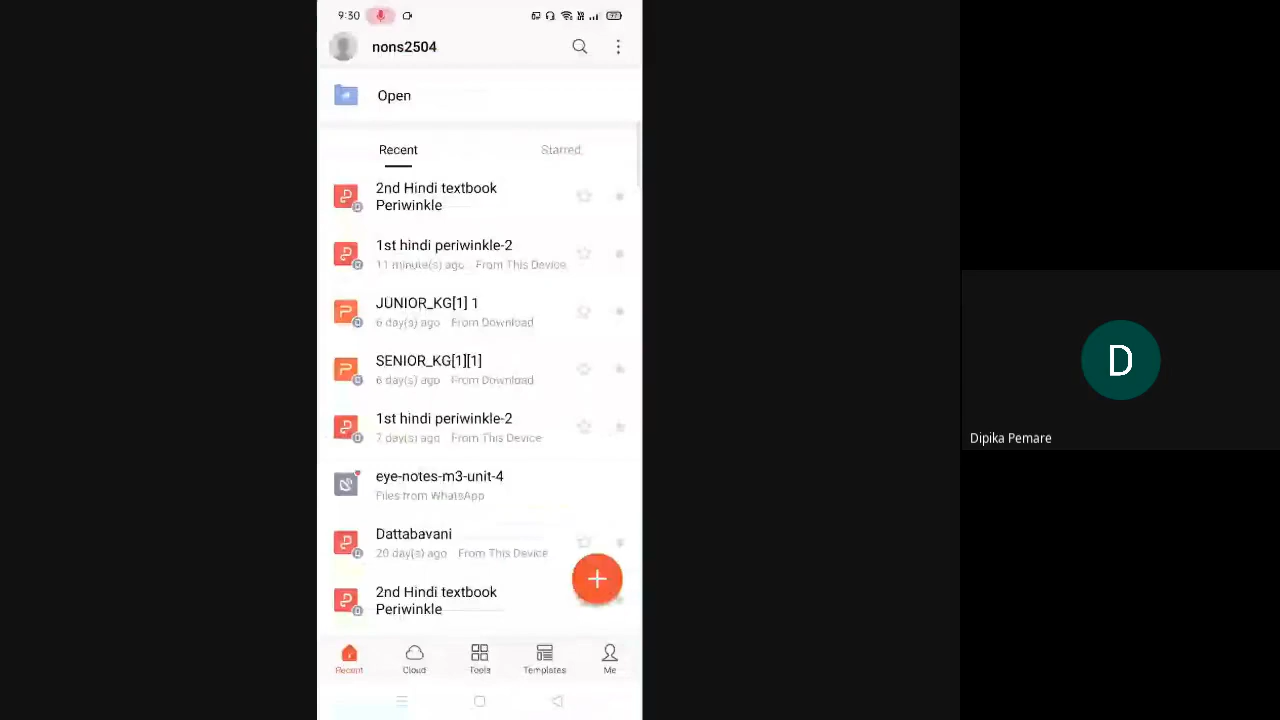 9:30
nons2504
Open
Recent
Starred
2nd Hindi textbook
Periwinkle
1st hindi periwinkle-2
11 minute(s) ago From This Device
JUNIOR_KG[1] 1
6 day(s) ago From Download
SENIOR_KG[1][1]
6 day(s) ago From Download
1st hindi periwinkle-2
7 day(s) ago From This Device
eye-notes-m3-unit-4
Files from WhatsApp
Dattabavani
20 day(s) ago From This Device
2nd Hindi textbook
Periwinkle
Recent
Cloud
Tools
Templates
Me
D
Dipika Pemare